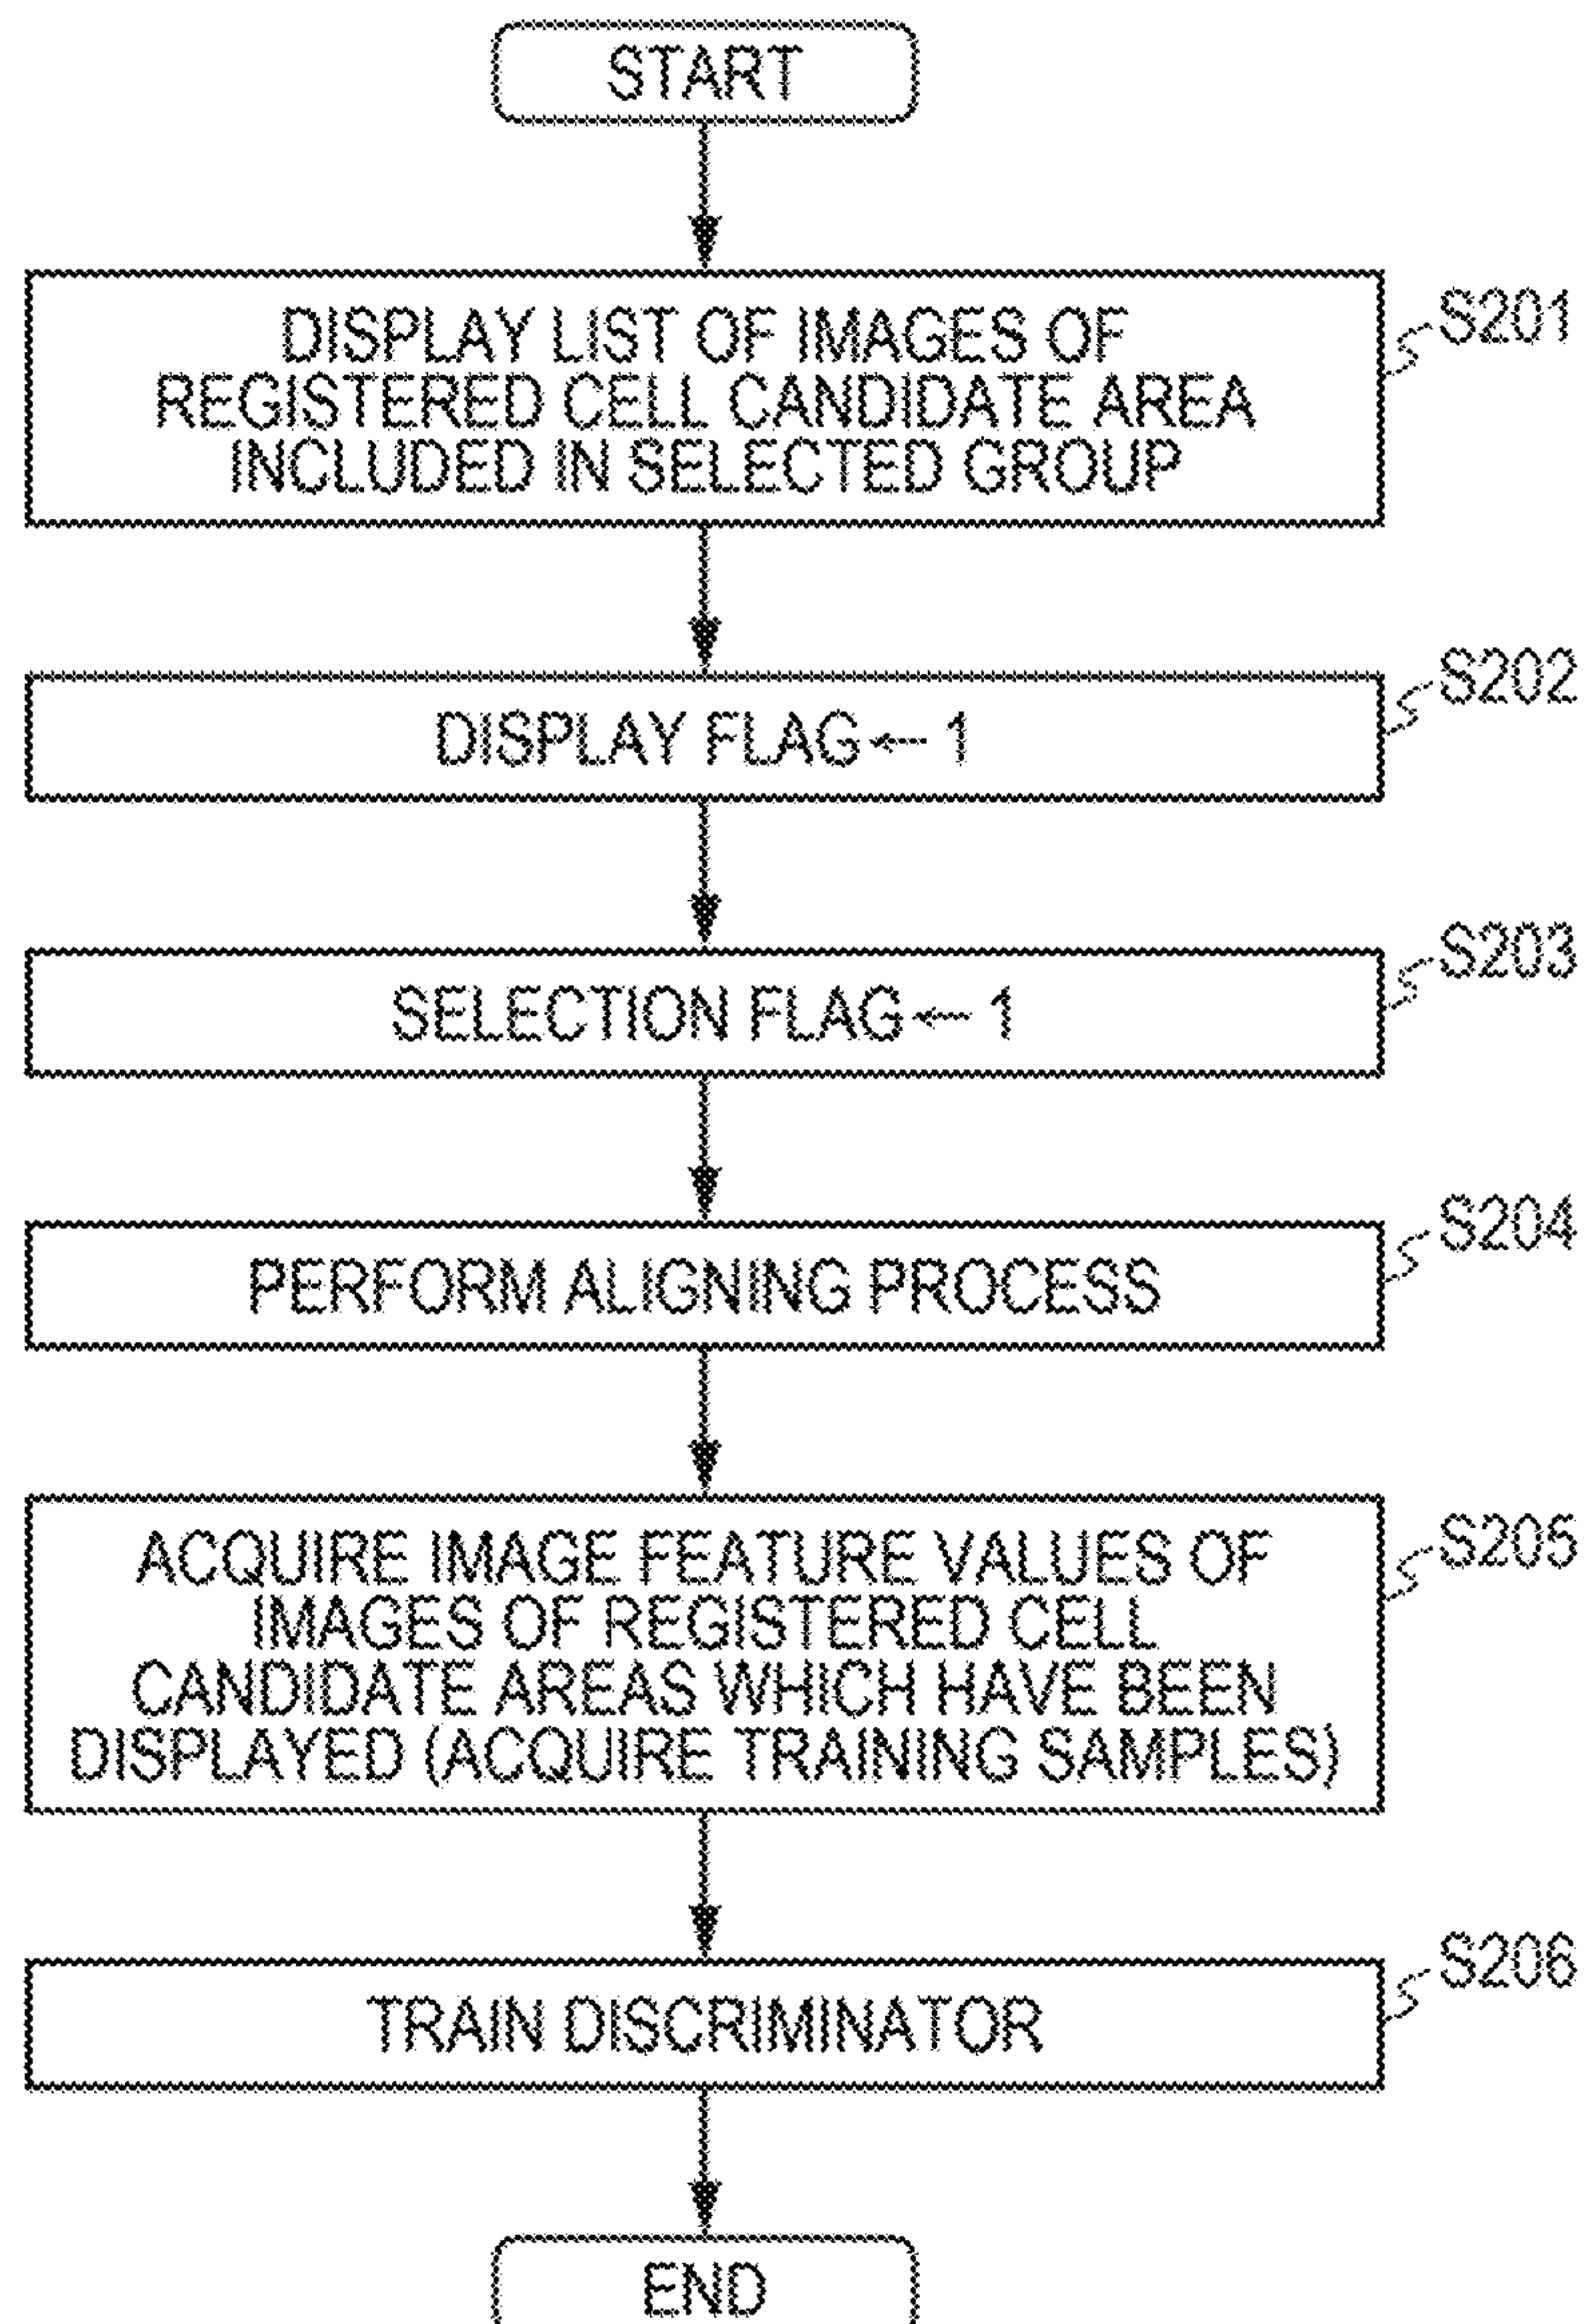 START
DISPLAY LIST OF IMAGES OF
REGISTERED CELL CANDIDATE AREA
INCLUDED IN SELECTED GROUP
S201
DISPLAY FLAG← 1
S202
SELECTION FLAG← 1
S203
PERFORM ALIGNING PROCESS
S204
ACQUIRE IMAGE FEATURE VALUES OF
IMAGES OF REGISTERED CELL
CANDIDATE AREAS WHICH HAVE BEEN
DISPLAYED (ACQUIRE TRAINING SAMPLES)
S205
TRAIN DISCRIMINATOR
S206
END